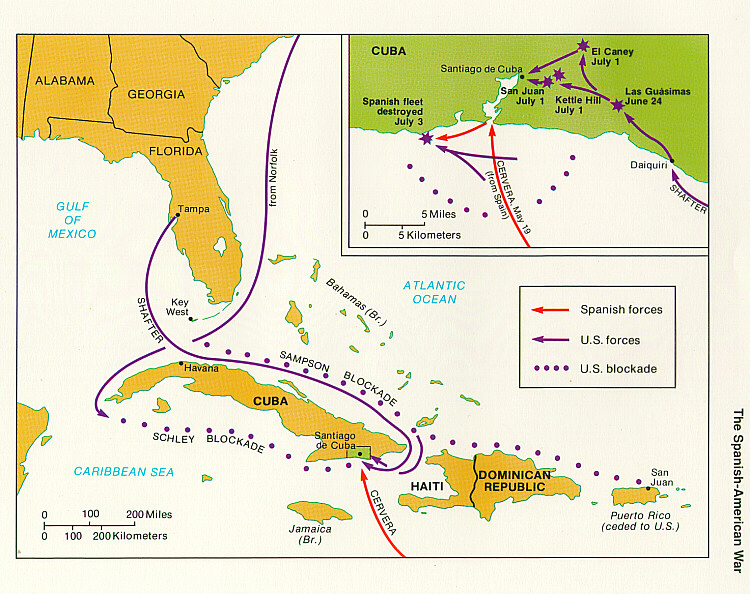 ALABAMA
GEORGIA
FLORIDA
GULF
OF
MEXICO
Tampa
from Norfolk
SHAFTER
Key
West
Bahamas (Br.)
ATLANTIC
OCEAN
Havana
SAMPSON BLOCKADE
CUBA
SCHLEY BLOCKADE
Santiago
de Cuba
CARIBBEAN SEA
HAITI
DOMINICAN
REPUBLIC
San
Juan
Puerto Rico
(ceded to U.S.)
Jamaica
(Br.)
CERVERA
0 100 200 Miles
0 100 200 Kilometers
CUBA
El Caney
July 1
Santiago de Cuba
San Juan
July 1
Kettle Hill
July 1
Las Guásimas
June 24
Spanish fleet
destroyed
July 3
Daiquiri
SHAFTER
CERVERA, May 19
(from Spain)
0 5 Miles
0 5 Kilometers
Spanish forces
U.S. forces
U.S. blockade
The Spanish-American War